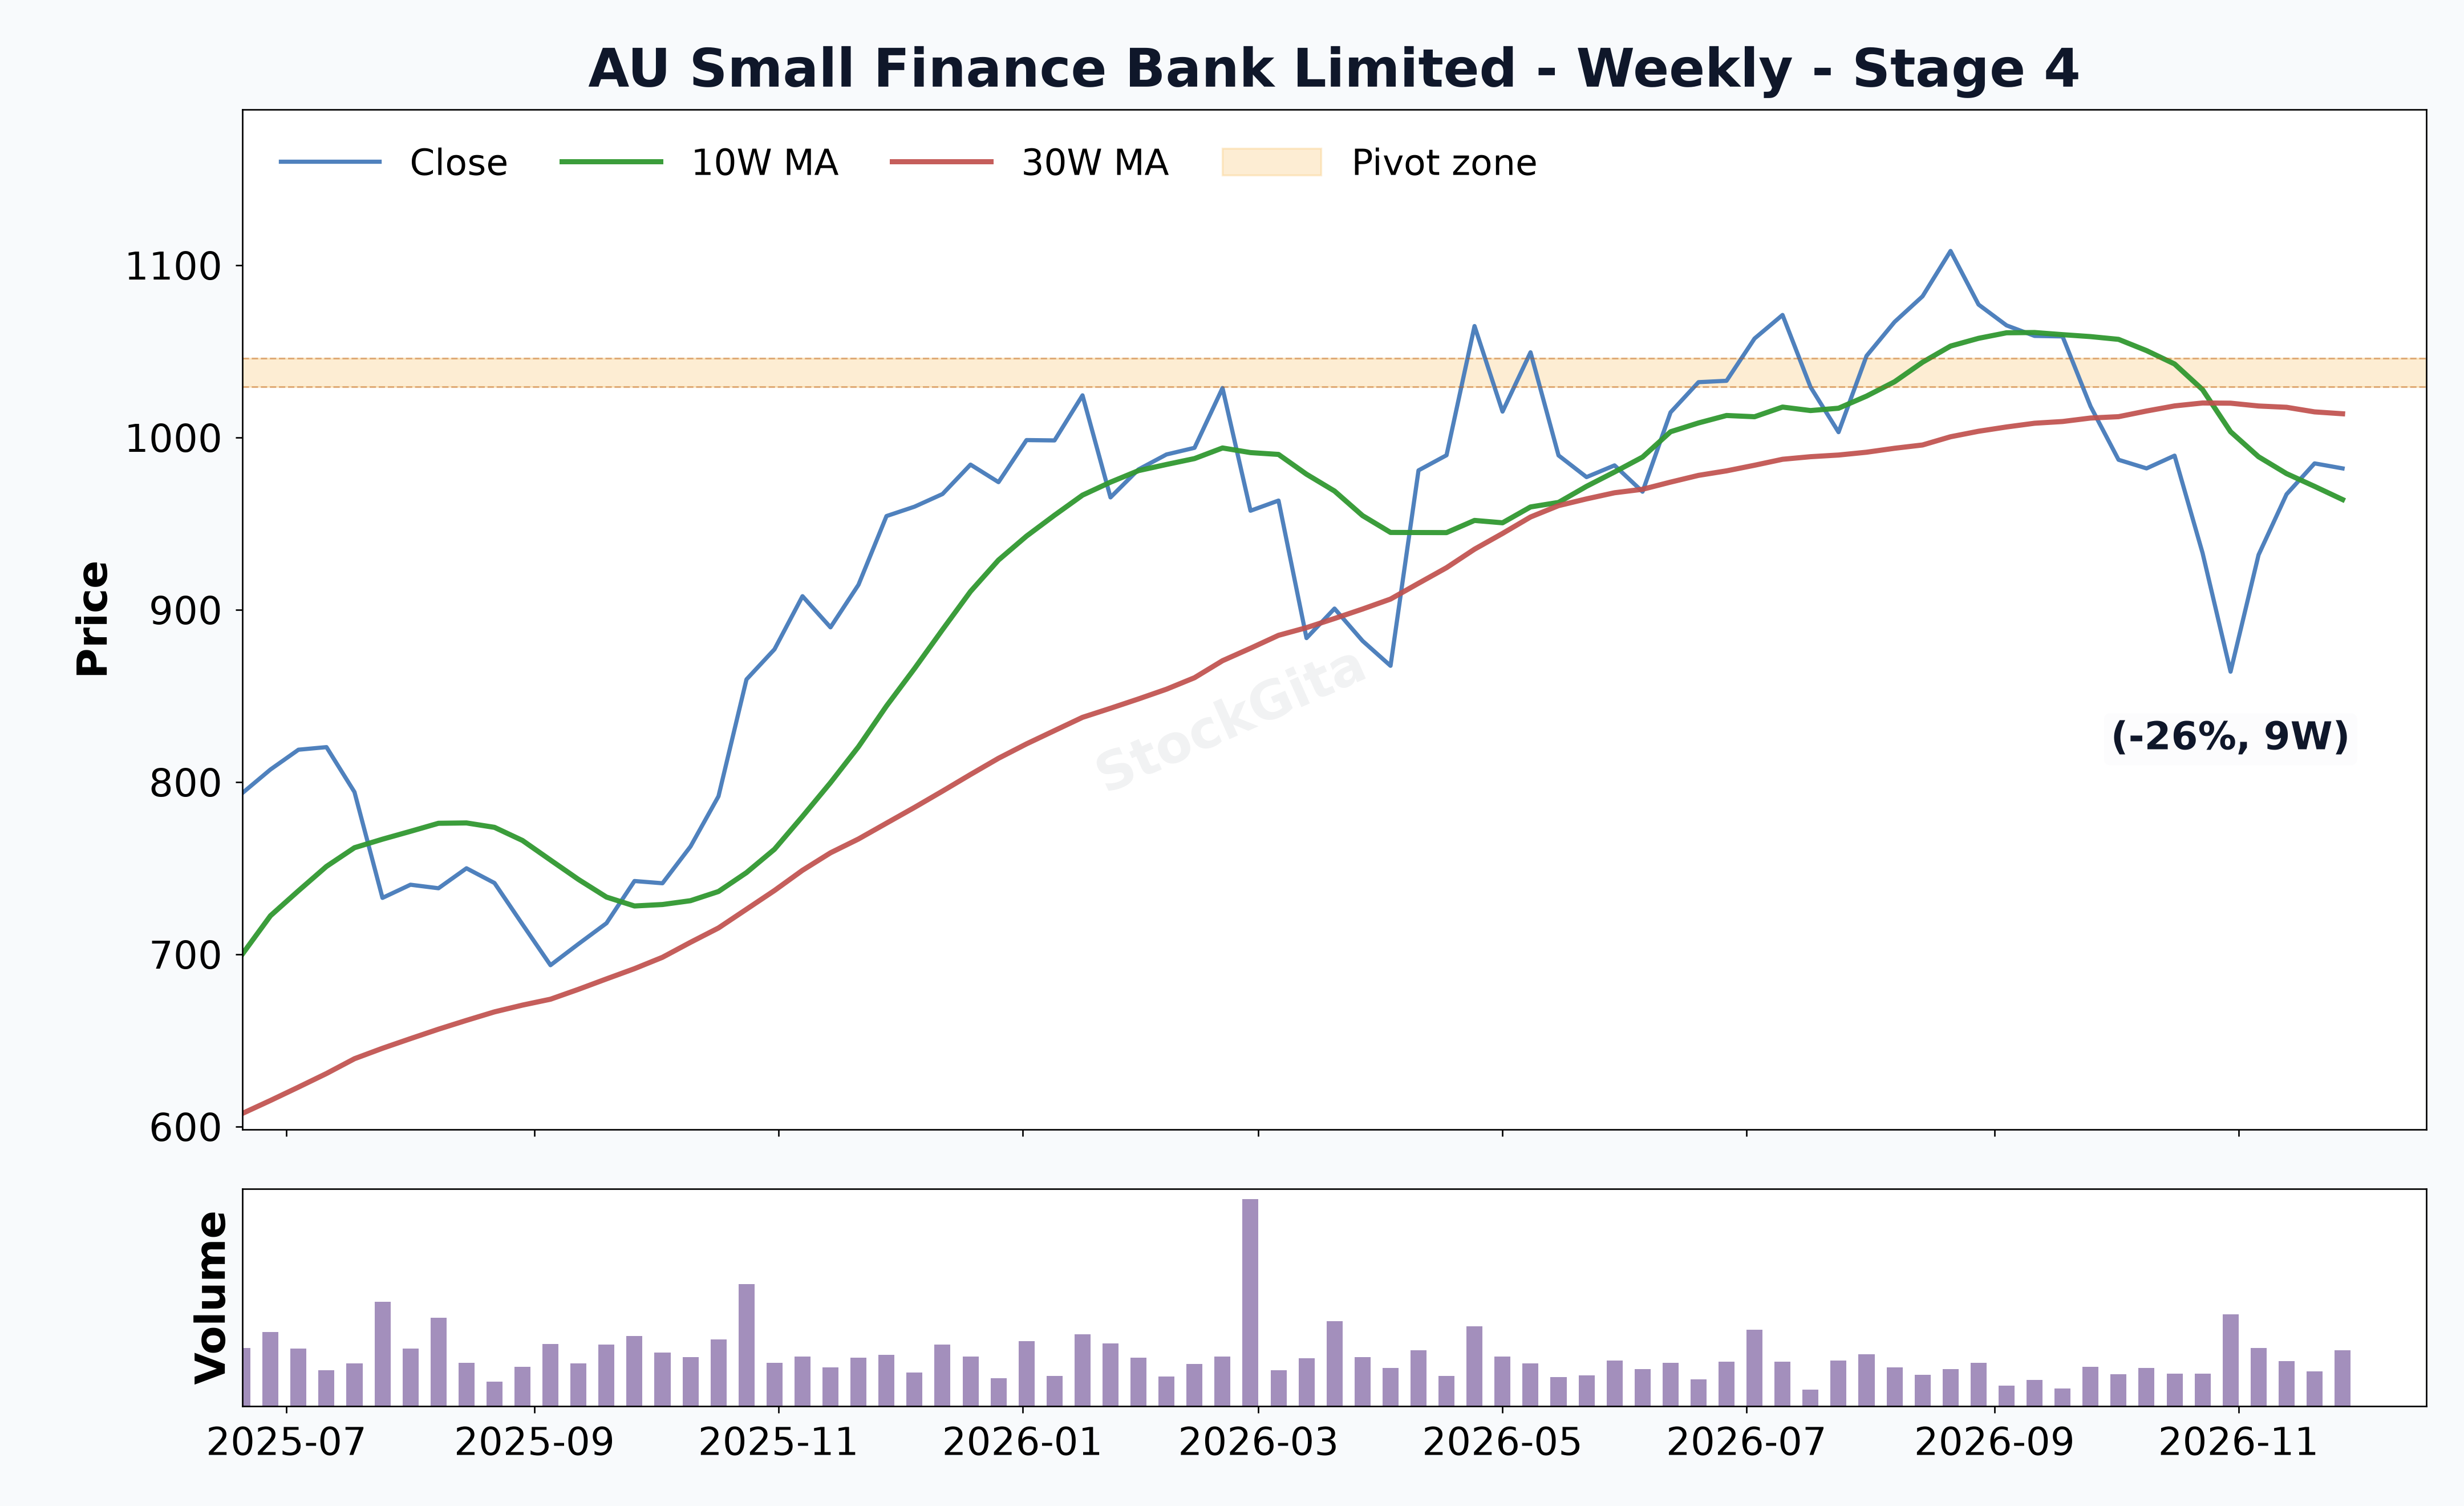 AU Small Finance Bank Limited - Weekly - Stage 4
Close 10W MA 30W MA Pivot zone
Price
1100
1000
900
800
700
600
StockGita
(-26%, 9W)
Volume
2025-07 2025-09 2025-11 2026-01 2026-03 2026-05 2026-07 2026-09 2026-11